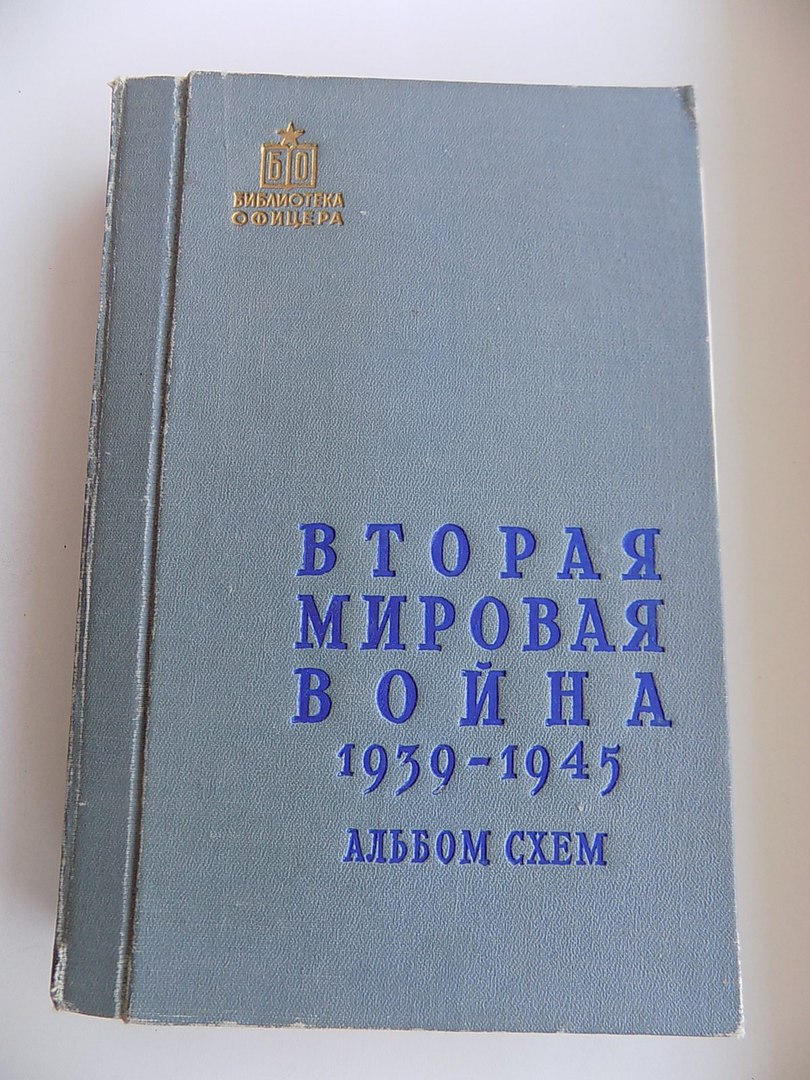 БО
БИБЛИОТЕКА
ОФИЦЕРА
ВТОРАЯ
МИРОВАЯ
ВОЙНА
1939-1945
АЛЬБОМ СХЕМ